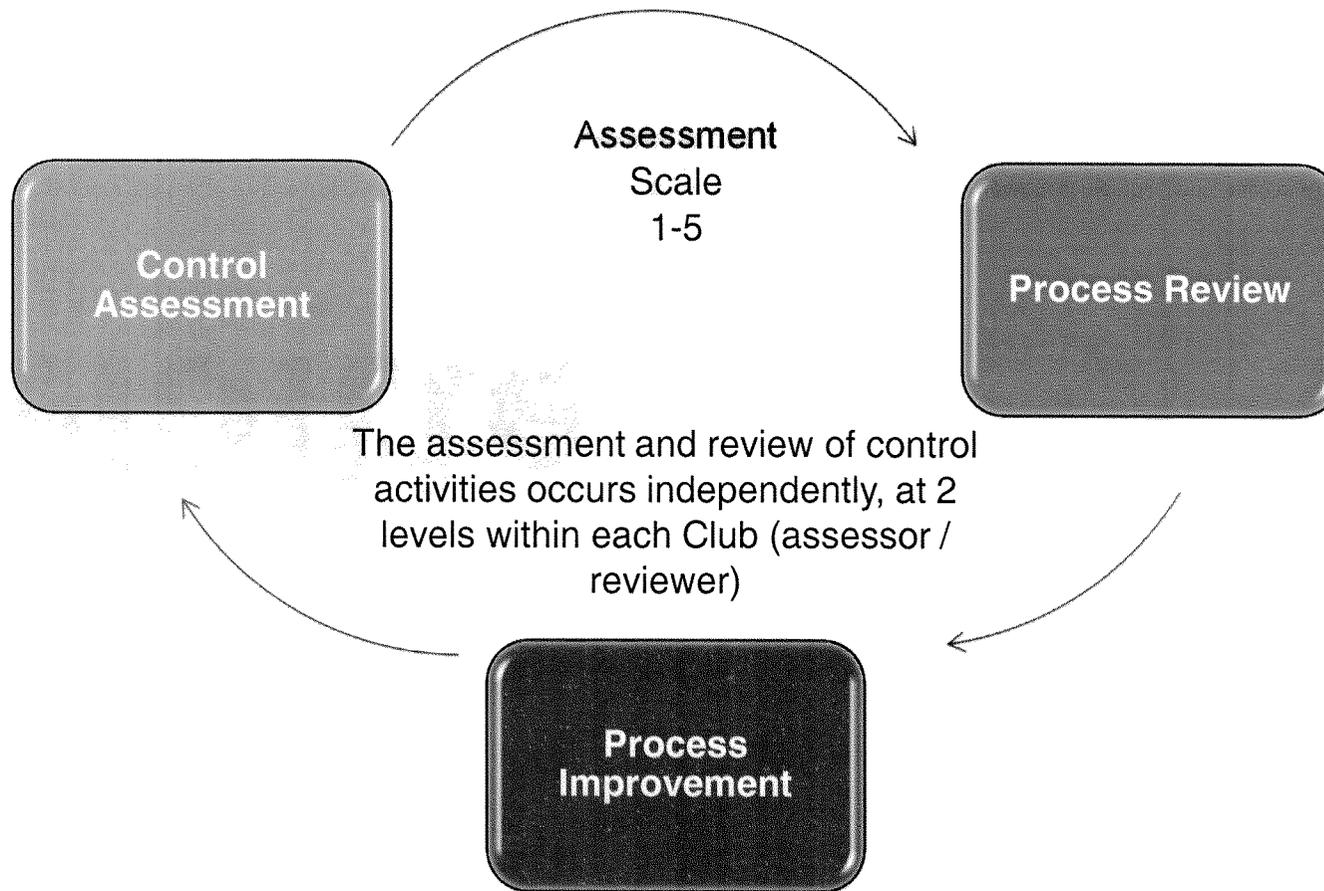 Assessment
Scale
1-5
Control
Assessment
Process Review
The assessment and review of control
activities occurs independently, at 2
levels within each Club (assessor /
reviewer)
Process
Improvement